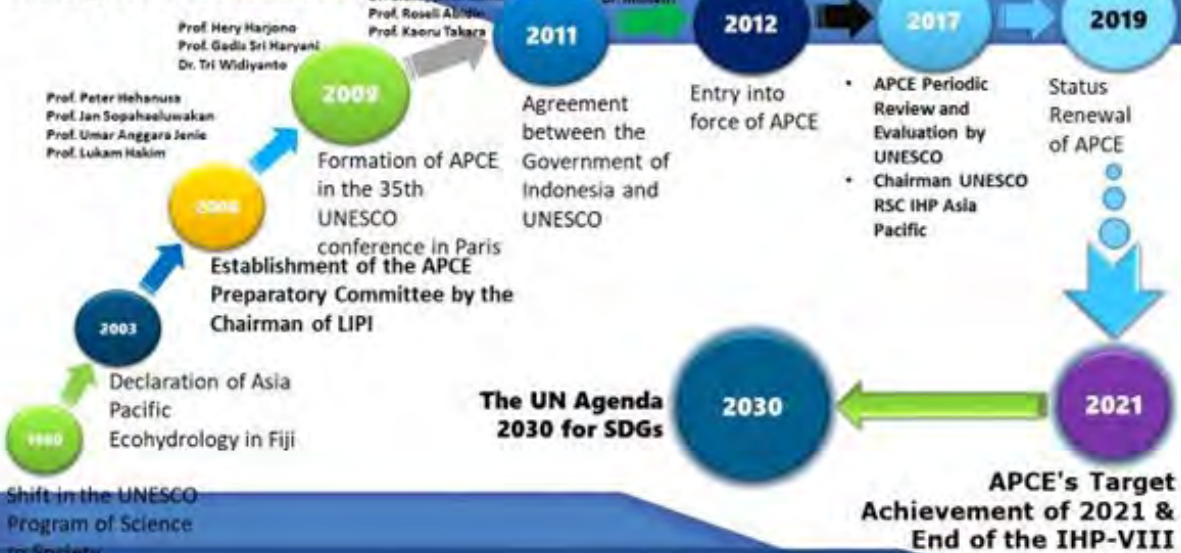 Prof. Roseli Abidin
Prof. Kaoru Takara
Prof. Hery Harjono
Prof. Gadis Sri Haryani
Dr. Tri Widiyanto
Prof. Peter Hehanusa
Prof. Jan Sopaheeluwakan
Prof. Umar Anggara Jenie
Prof. Lukam Hakim
2011
2012
2017
2019
2009
Agreement
between the
Government of
Indonesia and
UNESCO
Entry into
force of APCE
• APCE Periodic
Review and
Evaluation by
UNESCO
• Chairman UNESCO
RSC IHP Asia
Pacific
Status
Renewal
of APCE
Formation of APCE
in the 35th
UNESCO
conference in Paris
Establishment of the APCE
Preparatory Committee by the
Chairman of LIPI
2003
Declaration of Asia
Pacific
Ecohydrology in Fiji
Shift in the UNESCO
Program of Science
to Society
The UN Agenda
2030 for SDGs
2030
2021
APCE's Target
Achievement of 2021 &
End of the IHP-VIII